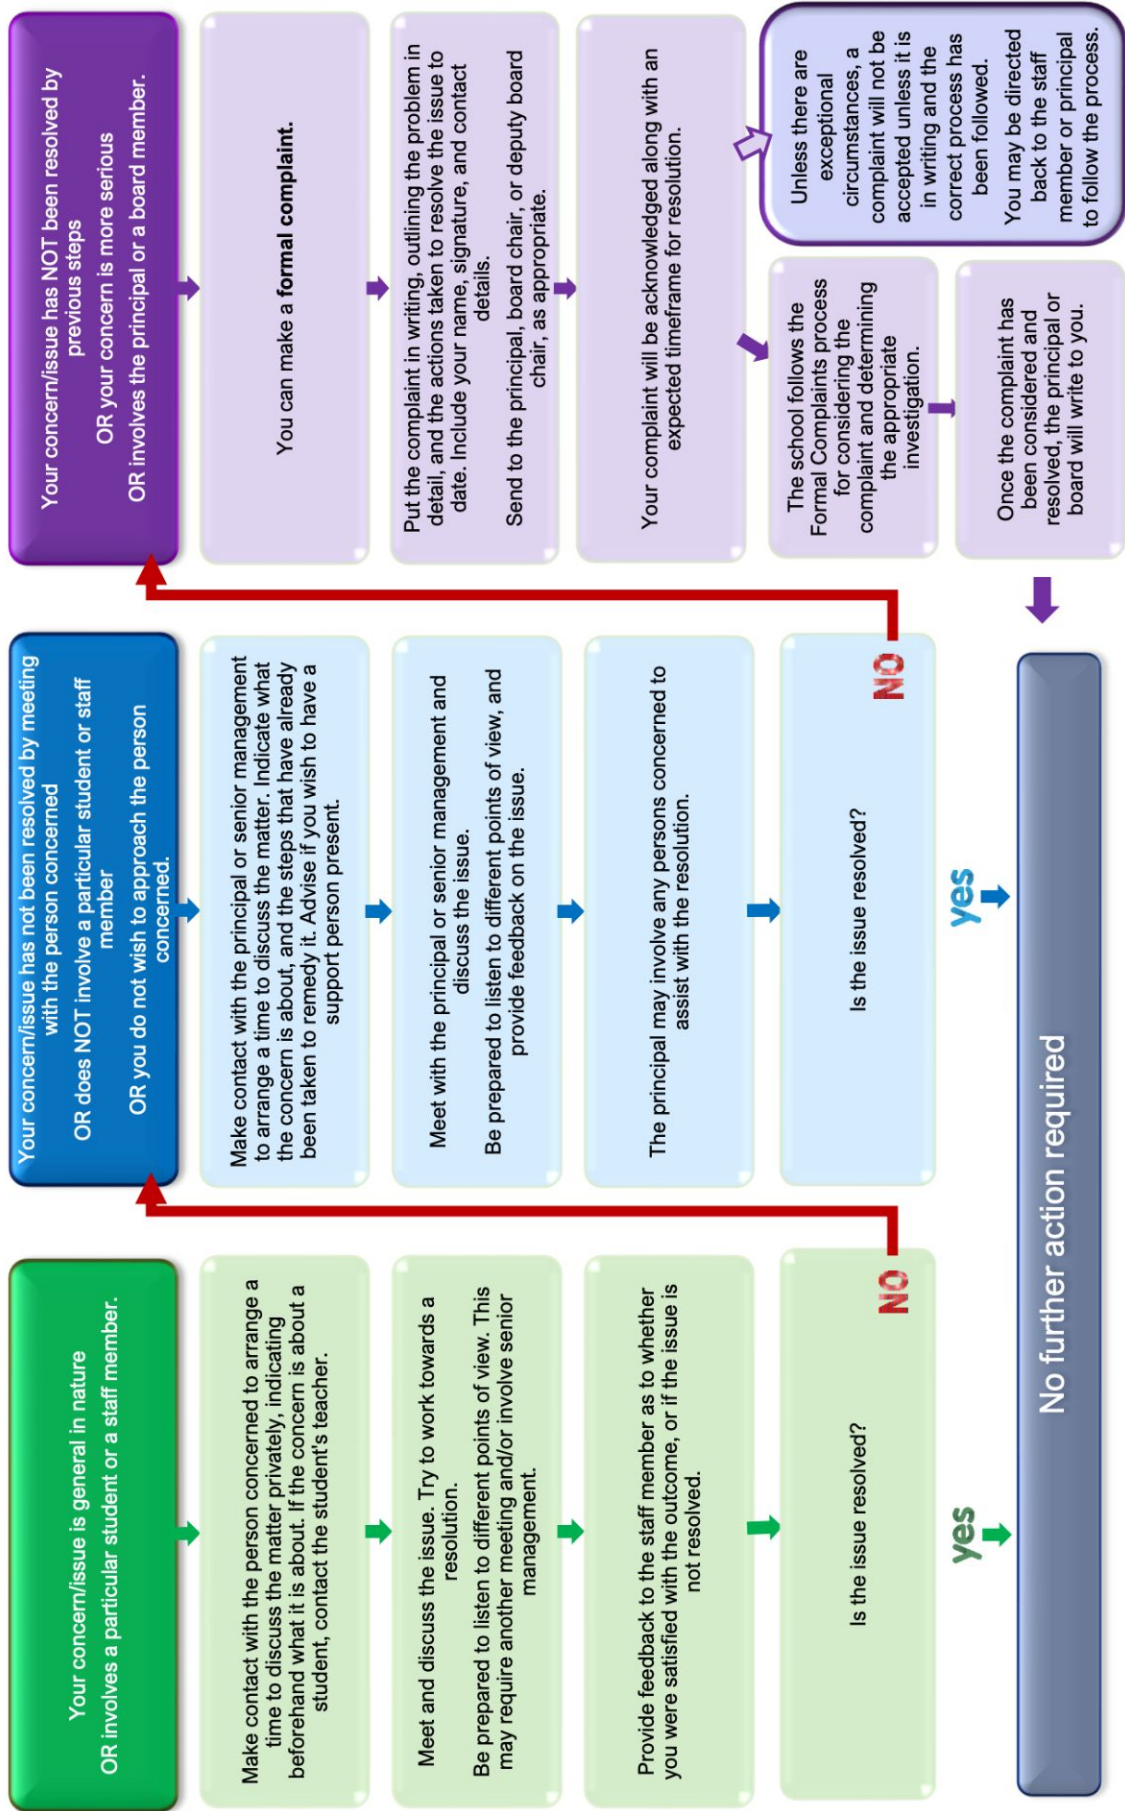 Your concern/issue is general in nature
OR involves a particular student or a staff member.
Make contact with the person concerned to arrange a
time to discuss the matter privately, indicating
beforehand what it is about. If the concern is about a
student, contact the student's teacher.
Meet and discuss the issue. Try to work towards a
resolution.
Be prepared to listen to different points of view. This
may require another meeting and/or involve senior
management.
Provide feedback to the staff member as to whether
you were satisfied with the outcome, or if the issue is
not resolved.
Is the issue resolved?
NO
yes
Your concern/issue has not been resolved by meeting
with the person concerned
OR does NOT involve a particular student or staff
member
OR you do not wish to approach the person
concerned.
Make contact with the principal or senior management
to arrange a time to discuss the matter. Indicate what
the concern is about, and the steps that have already
been taken to remedy it. Advise if you wish to have a
support person present.
Meet with the principal or senior management and
discuss the issue.
Be prepared to listen to different points of view, and
provide feedback on the issue.
The principal may involve any persons concerned to
assist with the resolution.
Is the issue resolved?
NO
yes
Your concern/issue has NOT been resolved by
previous steps
OR your concern is more serious
OR involves the principal or a board member.
You can make a formal complaint.
Put the complaint in writing, outlining the problem in
detail, and the actions taken to resolve the issue to
date. Include your name, signature, and contact
details.
Send to the principal, board chair, or deputy board
chair, as appropriate.
Your complaint will be acknowledged along with an
expected timeframe for resolution.
The school follows the
Formal Complaints process
for considering the
complaint and determining
the appropriate
investigation.
Once the complaint has
been considered and
resolved, the principal or
board will write to you.
Unless there are
exceptional
circumstances, a
complaint will not be
accepted unless it is
in writing and the
correct process has
been followed.
You may be directed
back to the staff
member or principal
to follow the process.
No further action required